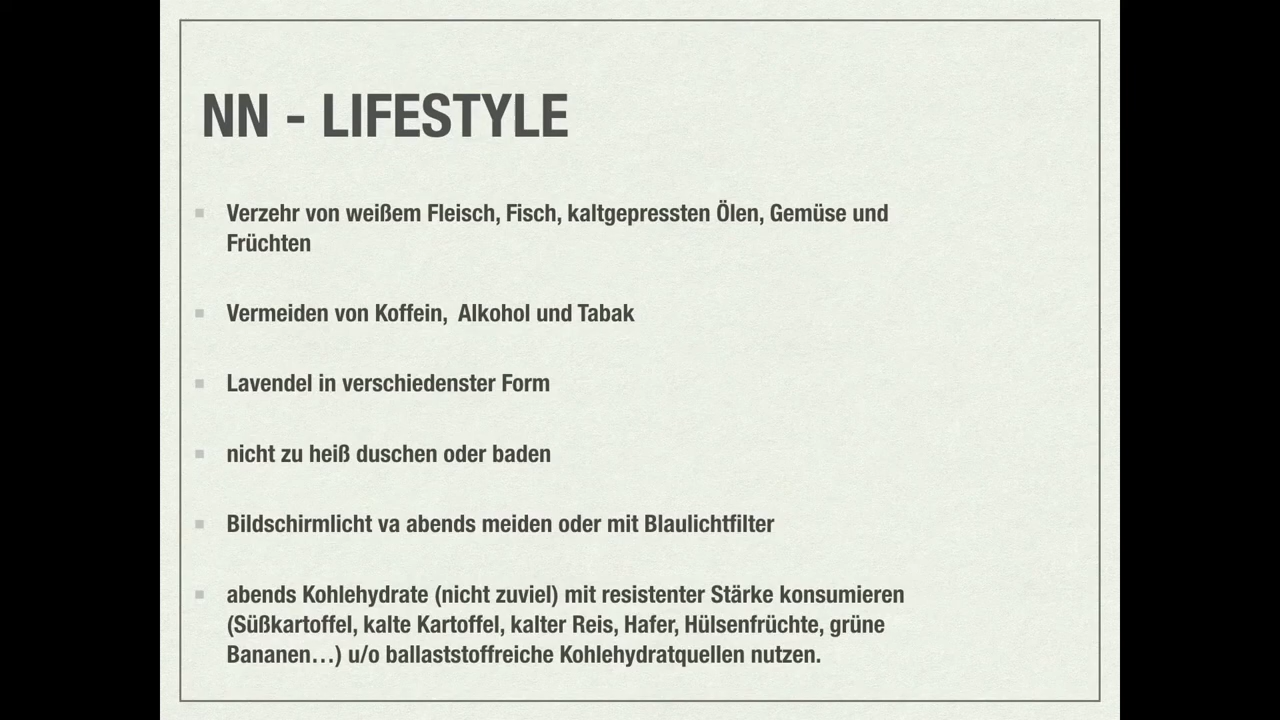 NN - LIFESTYLE
Verzehr von weißem Fleisch, Fisch, kaltgepressten Ölen, Gemüse und
Früchten
Vermeiden von Koffein, Alkohol und Tabak
Lavendel in verschiedenster Form
nicht zu heiß duschen oder baden
Bildschirmlicht va abends meiden oder mit Blaulichtfilter
abends Kohlehydrate (nicht zuviel) mit resistenter Stärke konsumieren
(Süßkartoffel, kalte Kartoffel, kalter Reis, Hafer, Hülsenfrüchte, grüne
Bananen…) u/o ballaststoffreiche Kohlehydratquellen nutzen.